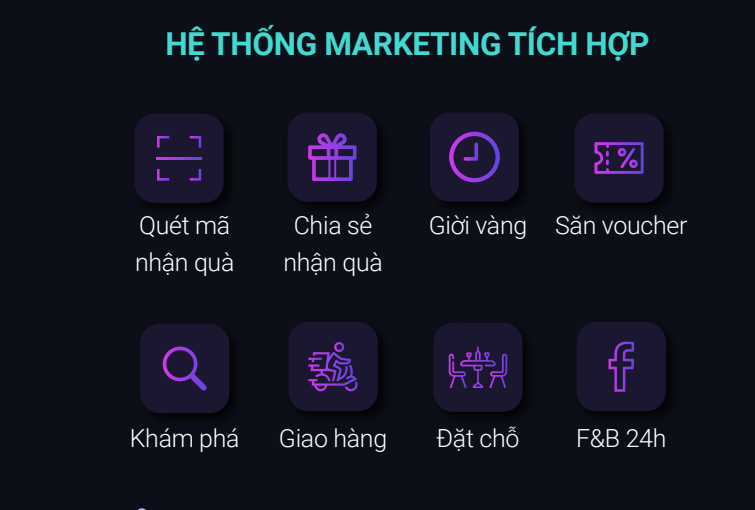 HỆ THỐNG MARKETING TÍCH HỢP
Quét mã
nhận quà
Chia sẻ
nhận quà
Giời vàng
Săn voucher
Khám phá
Giao hàng
Đặt chỗ
F&B 24h